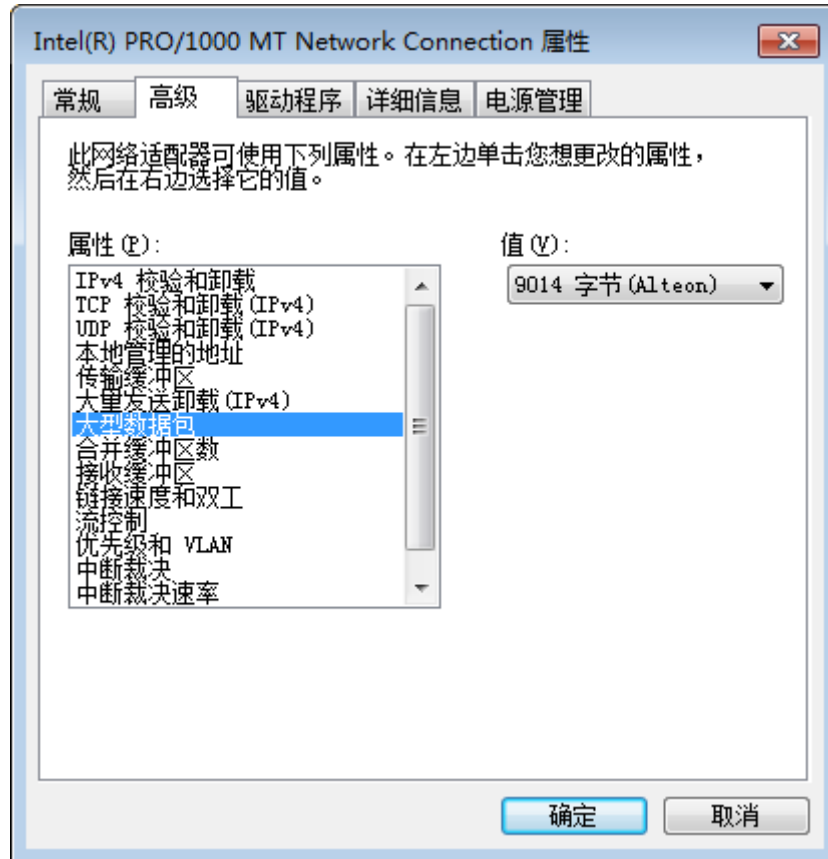 Intel(R) PRO/1000 MT Network Connection 属性
常规 高级 驱动程序 详细信息 电源管理
此网络适配器可使用下列属性。在左边单击您想更改的属性，
然后在右边选择它的值。
属性(P):
值(V):
IPv4 校验和卸载
9014 字节(Alteon)
TCP 校验和卸载(IPv4)
UDP 校验和卸载(IPv4)
本地管理的地址
传输缓冲区
大量发送卸载(IPv4)
大型数据包
合并缓冲区数
接收缓冲区
链接速度和双工
流控制
优先级和 VLAN
中断裁决
中断裁决速率
确定 取消